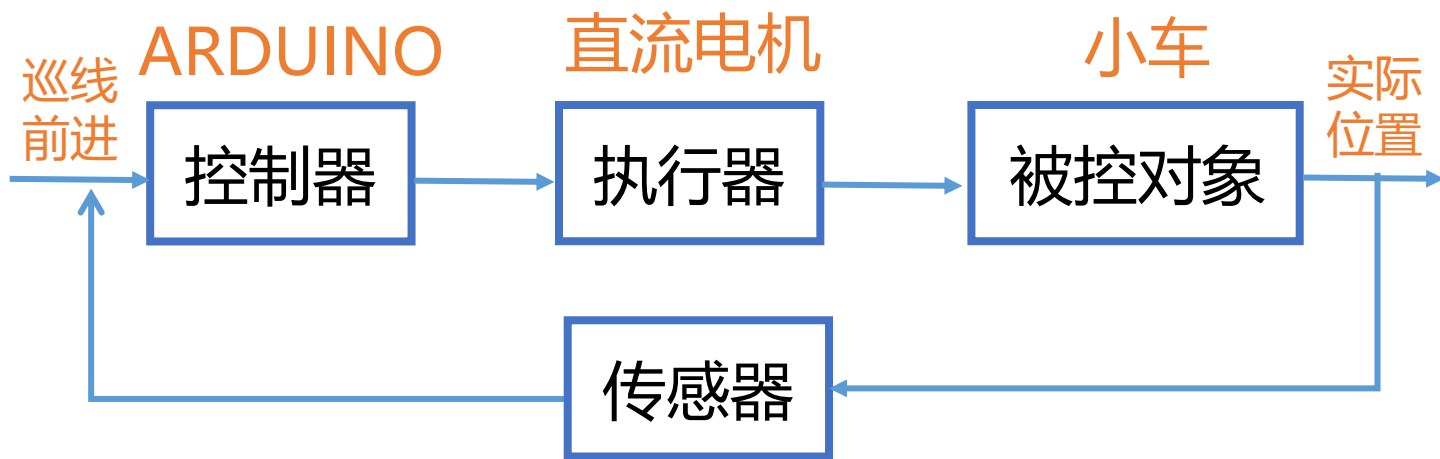 ARDUINO
直流电机
小车
巡线
前进
实际
位置
控制器
执行器
被控对象
传感器